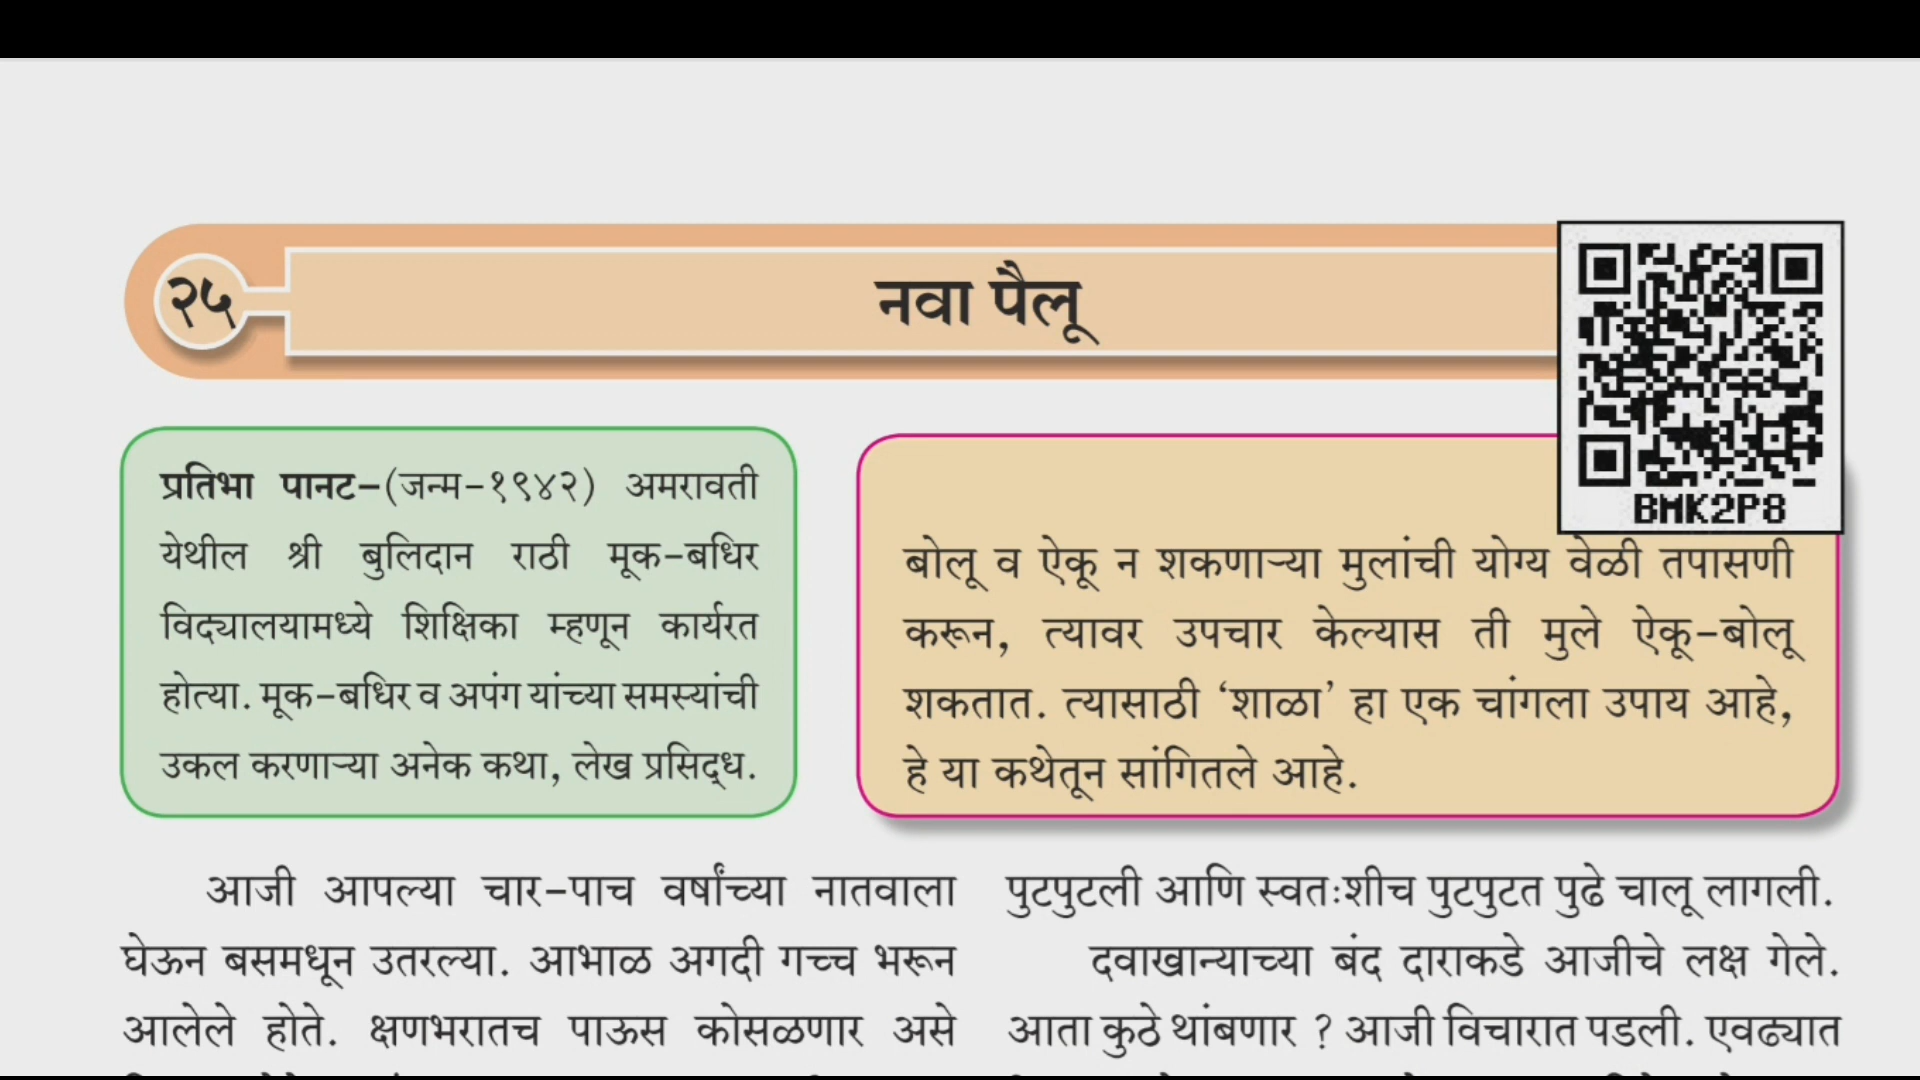 २५
नवा पैलू
BMK2P8
प्रतिभा पानट-(जन्म-१९४२) अमरावती
येथील श्री बुलिदान राठी मूक-बधिर
विद्यालयामध्ये शिक्षिका म्हणून कार्यरत
होत्या. मूक-बधिर व अपंग यांच्या समस्यांची
उकल करणाऱ्या अनेक कथा, लेख प्रसिद्ध.
बोलू व ऐकू न शकणाऱ्या मुलांची योग्य वेळी तपासणी
करून, त्यावर उपचार केल्यास ती मुले ऐकू-बोलू
शकतात. त्यासाठी ‘शाळा’ हा एक चांगला उपाय आहे,
हे या कथेतून सांगितले आहे.
आजी आपल्या चार-पाच वर्षांच्या नातवाला
घेऊन बसमधून उतरल्या. आभाळ अगदी गच्च भरून
आलेले होते. क्षणभरातच पाऊस कोसळणार असे
पुटपुटली आणि स्वतःशीच पुटपुटत पुढे चालू लागली.
दवाखान्याच्या बंद दाराकडे आजीचे लक्ष गेले.
आता कुठे थांबणार ? आजी विचारात पडली. एवढ्यात